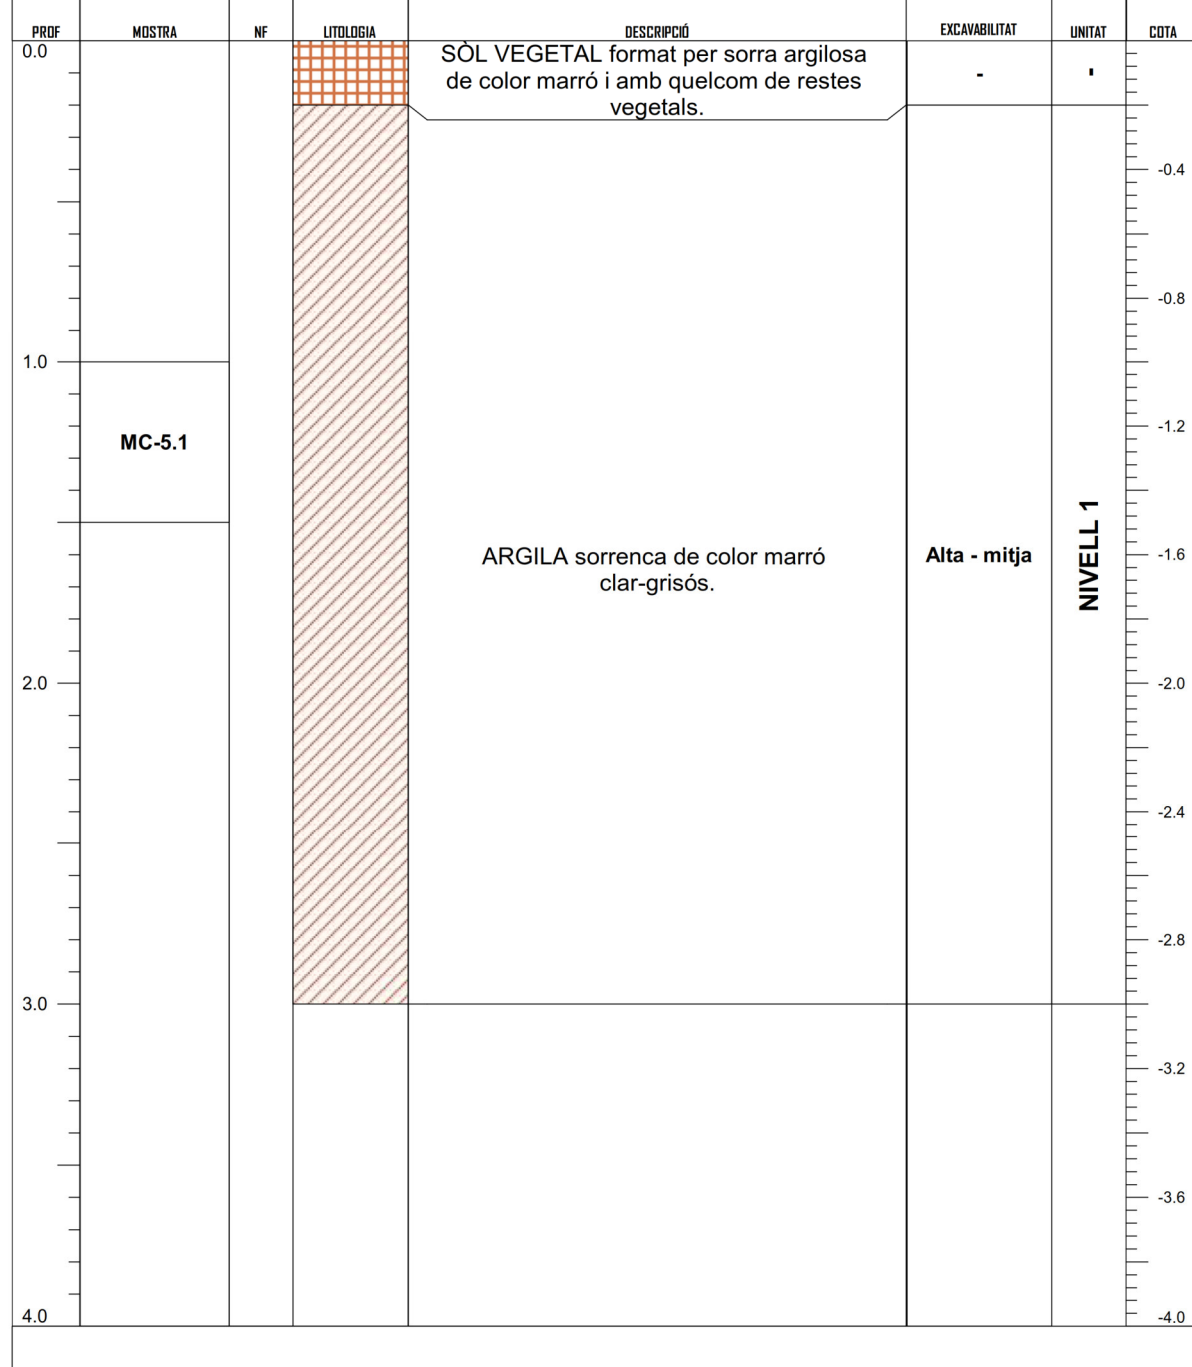 PROF MOSTRA NF LITOLOGIA DESCRIPCIÓ EXCAVABILITAT UNITAT COTA
0.0
SÒL VEGETAL format per sorra argilosa
de color marró i amb quelcom de restes
vegetals.
- -
-0.4
-0.8
1.0
-1.2
MC-5.1
ARGILA sorrenca de color marró
clar-grisós.
Alta - mitja
NIVELL 1
-1.6
2.0
-2.0
-2.4
-2.8
3.0
-3.2
-3.6
4.0
-4.0